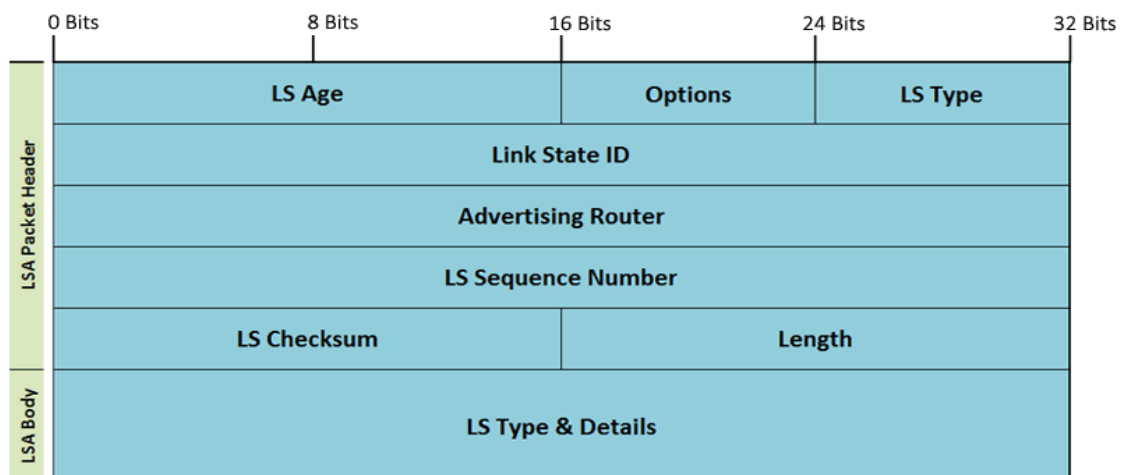 0 Bits 8 Bits 16 Bits 24 Bits 32 Bits
LSA Packet Header
LS Age Options LS Type
Link State ID
Advertising Router
LS Sequence Number
LS Checksum Length
LSA Body
LS Type & Details